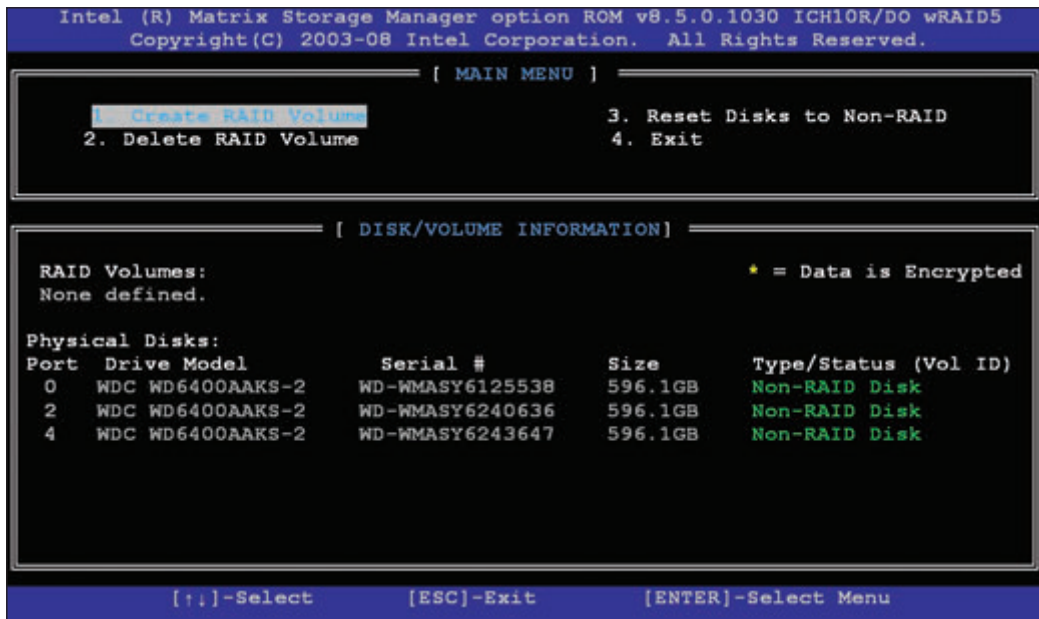 Intel (R) Matrix Storage Manager option ROM v8.5.0.1030 ICH10R/DO wRAID5
Copyright(C) 2003-08 Intel Corporation. All Rights Reserved.
[ MAIN MENU ]
1. Create RAID Volume
2. Delete RAID Volume
3. Reset Disks to Non-RAID
4. Exit
[ DISK/VOLUME INFORMATION]
RAID Volumes:
* = Data is Encrypted
None defined.
Physical Disks:
Port Drive Model Serial # Size Type/Status (Vol ID)
0 WDC WD6400AAKS-2 WD-WMASY6125538 596.1GB Non-RAID Disk
2 WDC WD6400AAKS-2 WD-WMASY6240636 596.1GB Non-RAID Disk
4 WDC WD6400AAKS-2 WD-WMASY6243647 596.1GB Non-RAID Disk
[↑↓]-Select [ESC]-Exit [ENTER]-Select Menu